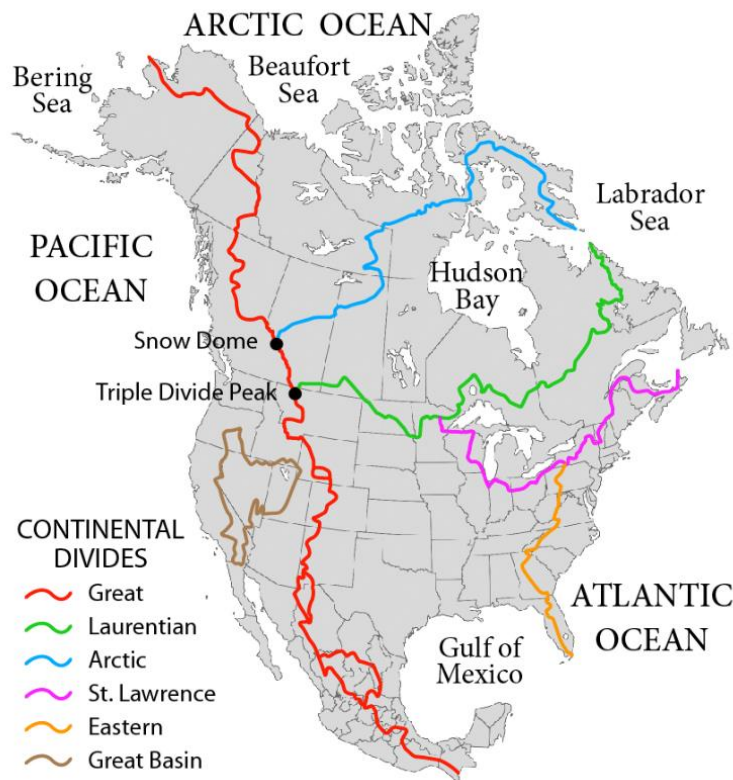 ARCTIC OCEAN
Bering
Sea
Beaufort
Sea
Labrador
Sea
PACIFIC
OCEAN
Hudson
Bay
Snow Dome
Triple Divide Peak
CONTINENTAL
DIVIDES
Great
Laurentian
Arctic
St. Lawrence
Eastern
Great Basin
Gulf of
Mexico
ATLANTIC
OCEAN